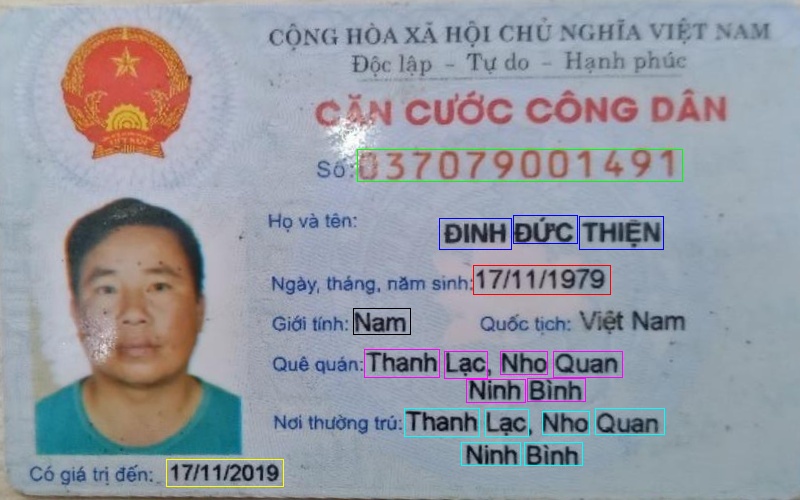 CỘNG HÒA XÃ HỘI CHỦ NGHĨA VIỆT NAM
Độc lập - Tự do - Hạnh phúc
CĂN CƯỚC CÔNG DÂN
Số: 037079001491
Họ và tên:
ĐINH ĐỨC THIỆN
Ngày, tháng, năm sinh: 17/11/1979
Giới tính: Nam Quốc tịch: Việt Nam
Quê quán: Thanh Lạc, Nho Quan
Ninh Bình
Nơi thường trú: Thanh Lạc, Nho Quan
Ninh Bình
Có giá trị đến: 17/11/2019